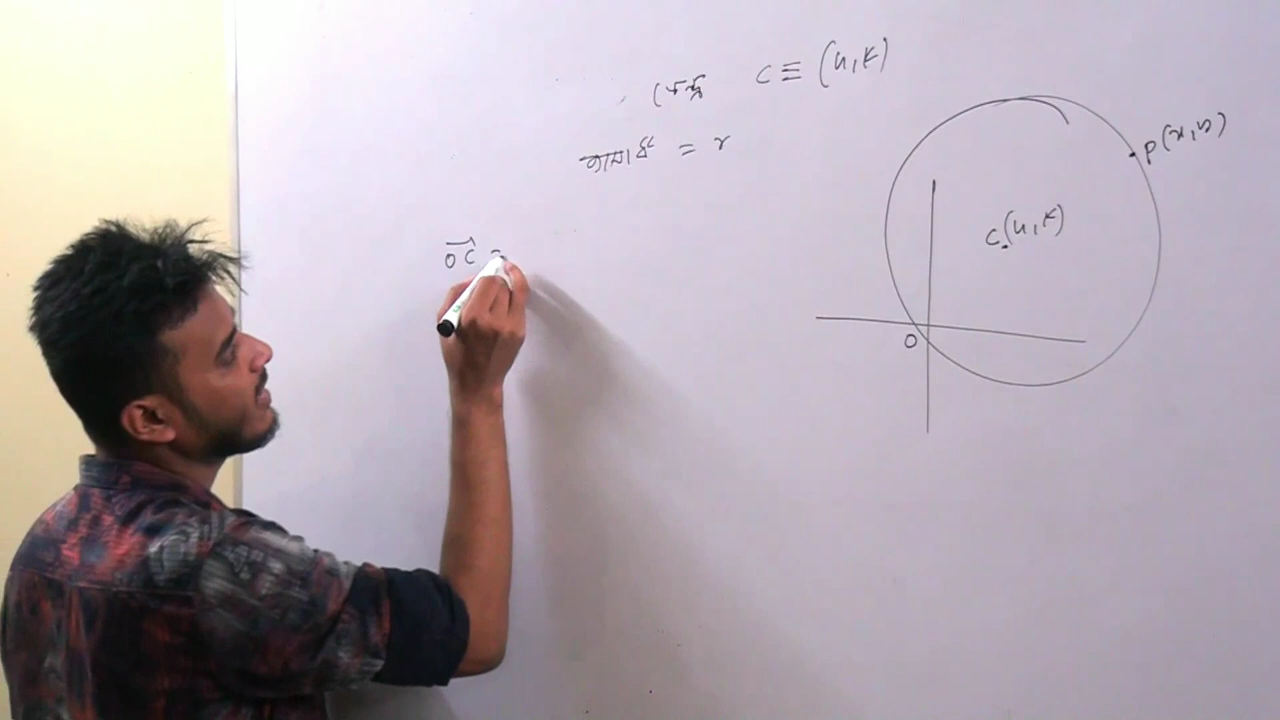 কেন্দ্র C ≡ (h, k)
ব্যাসার্ধ = r
P(x, y)
C(h, k)
→OC =
O